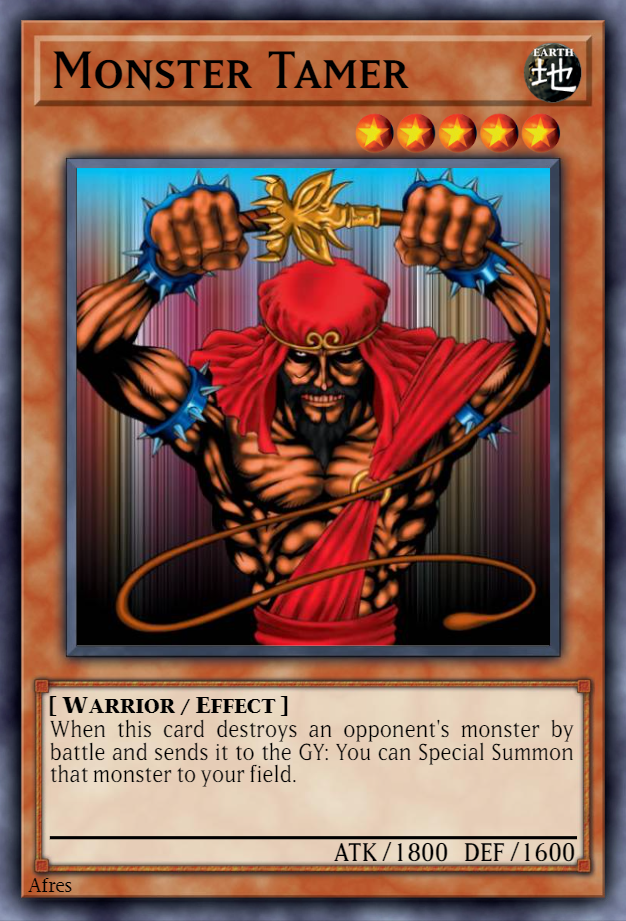 Monster Tamer
EARTH
地
[ Warrior / Effect ]
When this card destroys an opponent's monster by
battle and sends it to the GY: You can Special Summon
that monster to your field.
ATK / 1800 DEF / 1600
Afres